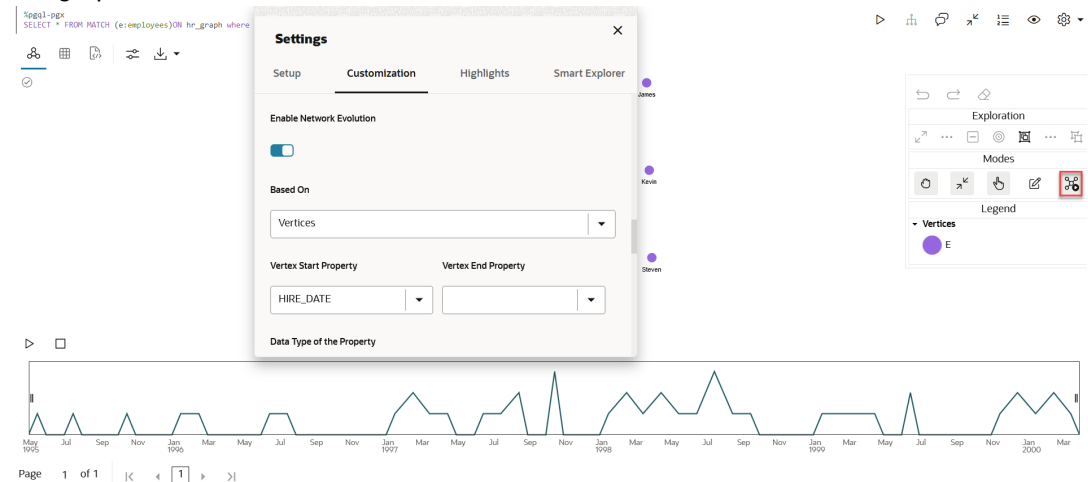 %pgql-pgx
SELECT * FROM MATCH (e:employees)ON hr_graph where
Settings
Setup Customization Highlights Smart Explorer
Enable Network Evolution
Based On
Vertices
Vertex Start Property Vertex End Property
HIRE_DATE
Data Type of the Property
James
Kevin
Steven
Exploration
Modes
Legend
Vertices
E
May Jul Sep Nov Jan Mar May Jul Sep Nov Jan Mar May Jul Sep Nov Jan Mar May Jul Sep Nov Jan Mar May Jul Sep Nov Jan Mar
1995 1996 1997 1998 1999 2000
Page 1 of 1 1